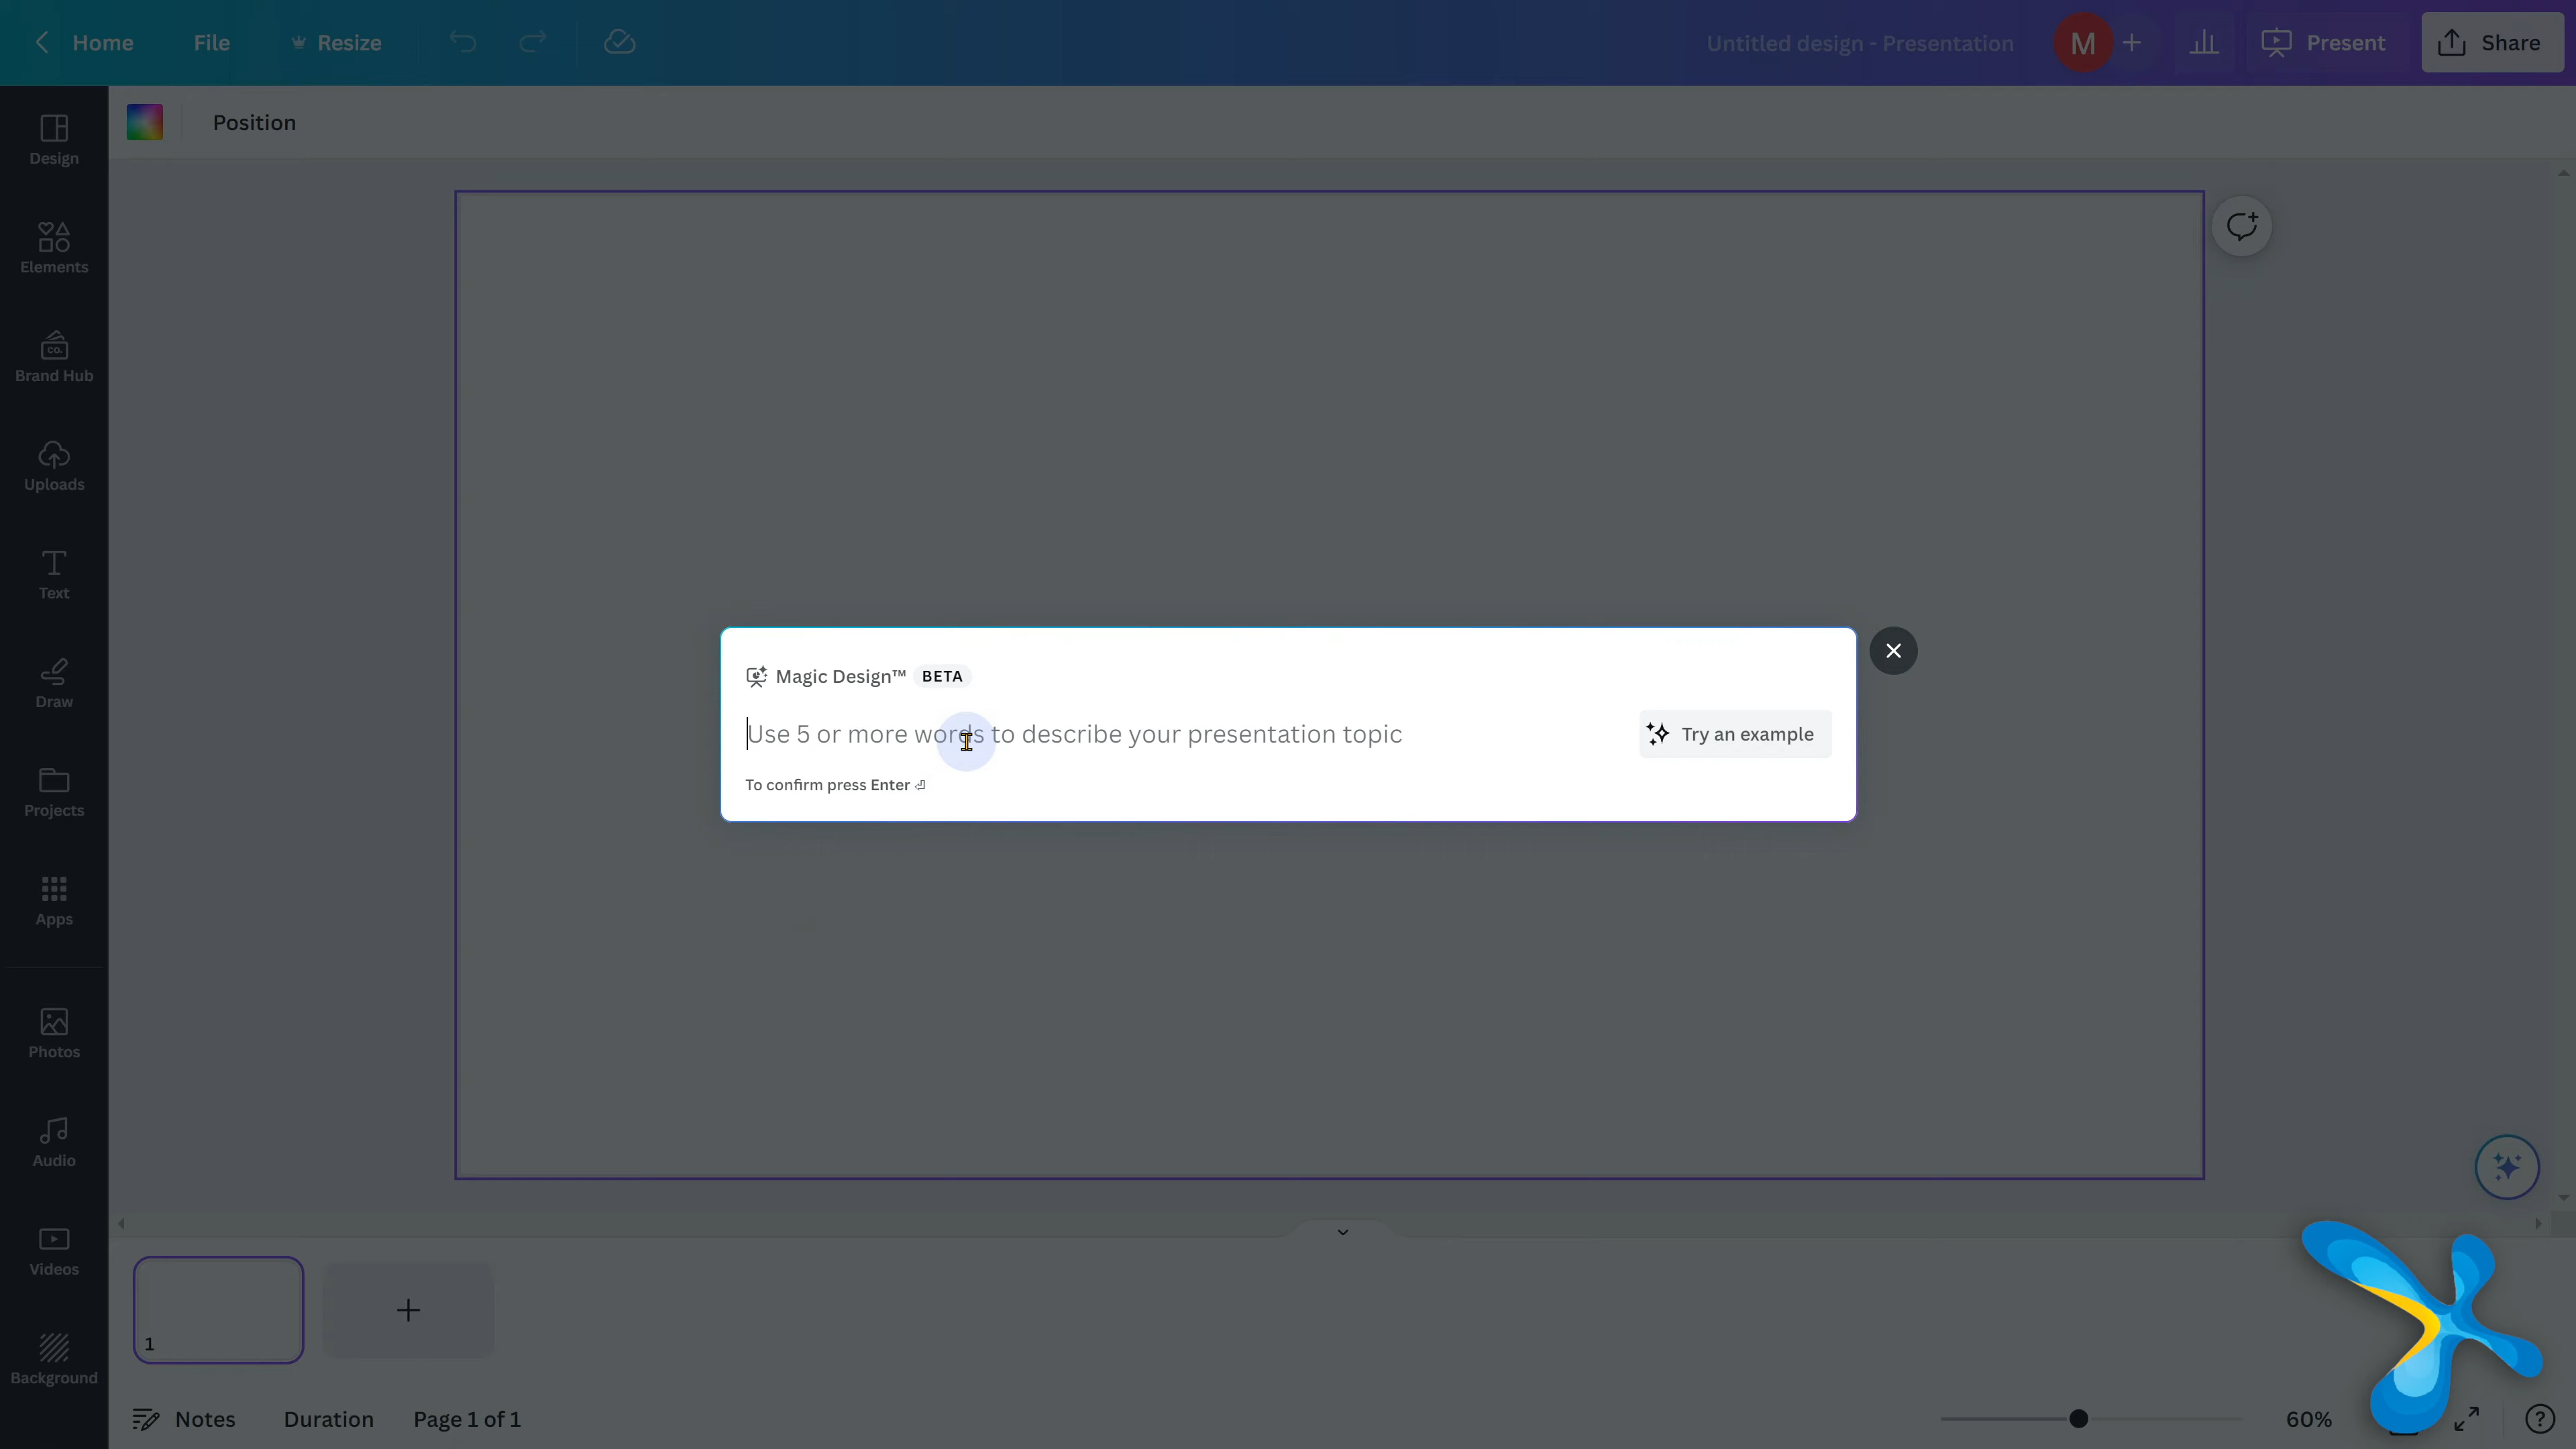 Home
File
Resize
Untitled design - Presentation
M
Present
Share
Design
Position
Elements
Brand Hub
CO.
Uploads
Text
Draw
Projects
Apps
Photos
Audio
Videos
Background
Magic Design™ BETA
Use 5 or more words to describe your presentation topic
Try an example
To confirm press Enter
1
Notes
Duration
Page 1 of 1
60%